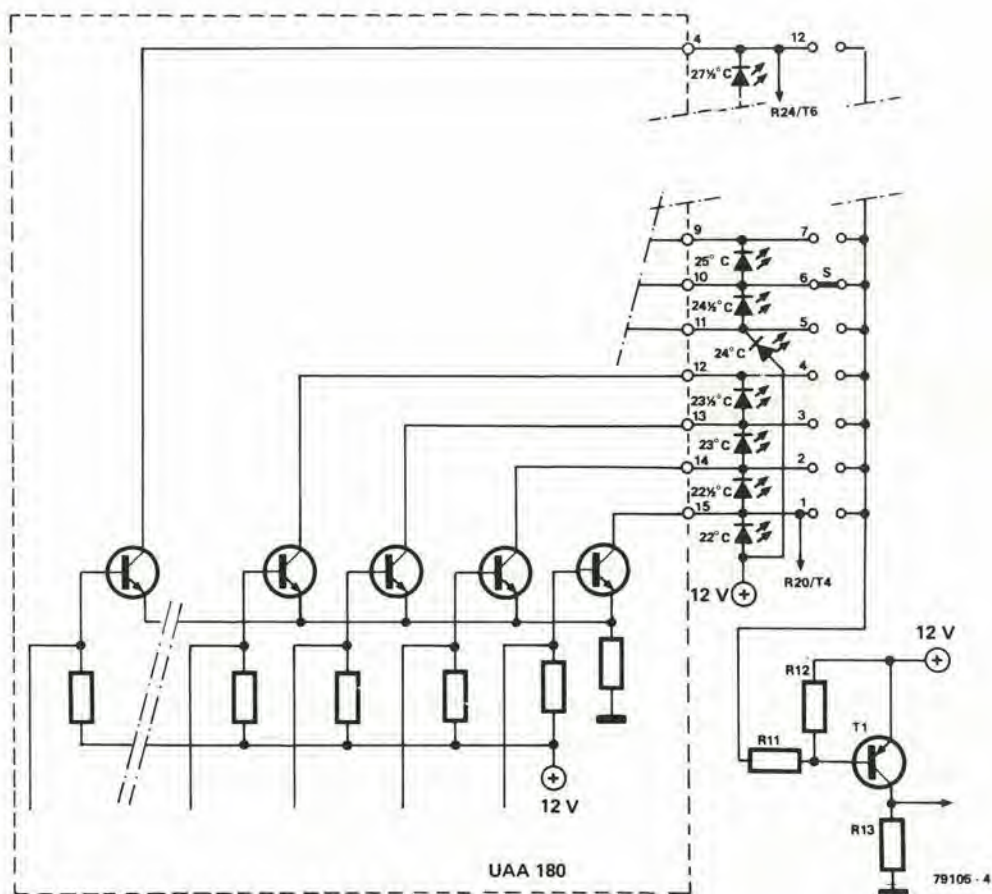 4
12
27½°C
R24/T6
9
7
25°C
10
6
S
24½°C
11
5
24°C
12
4
23½°C
13
3
23°C
14
2
22½°C
15
1
22°C
12 V
+
R20/T4
12 V
+
R12
T1
R11
R13
12 V
+
UAA 180
79105 - 4